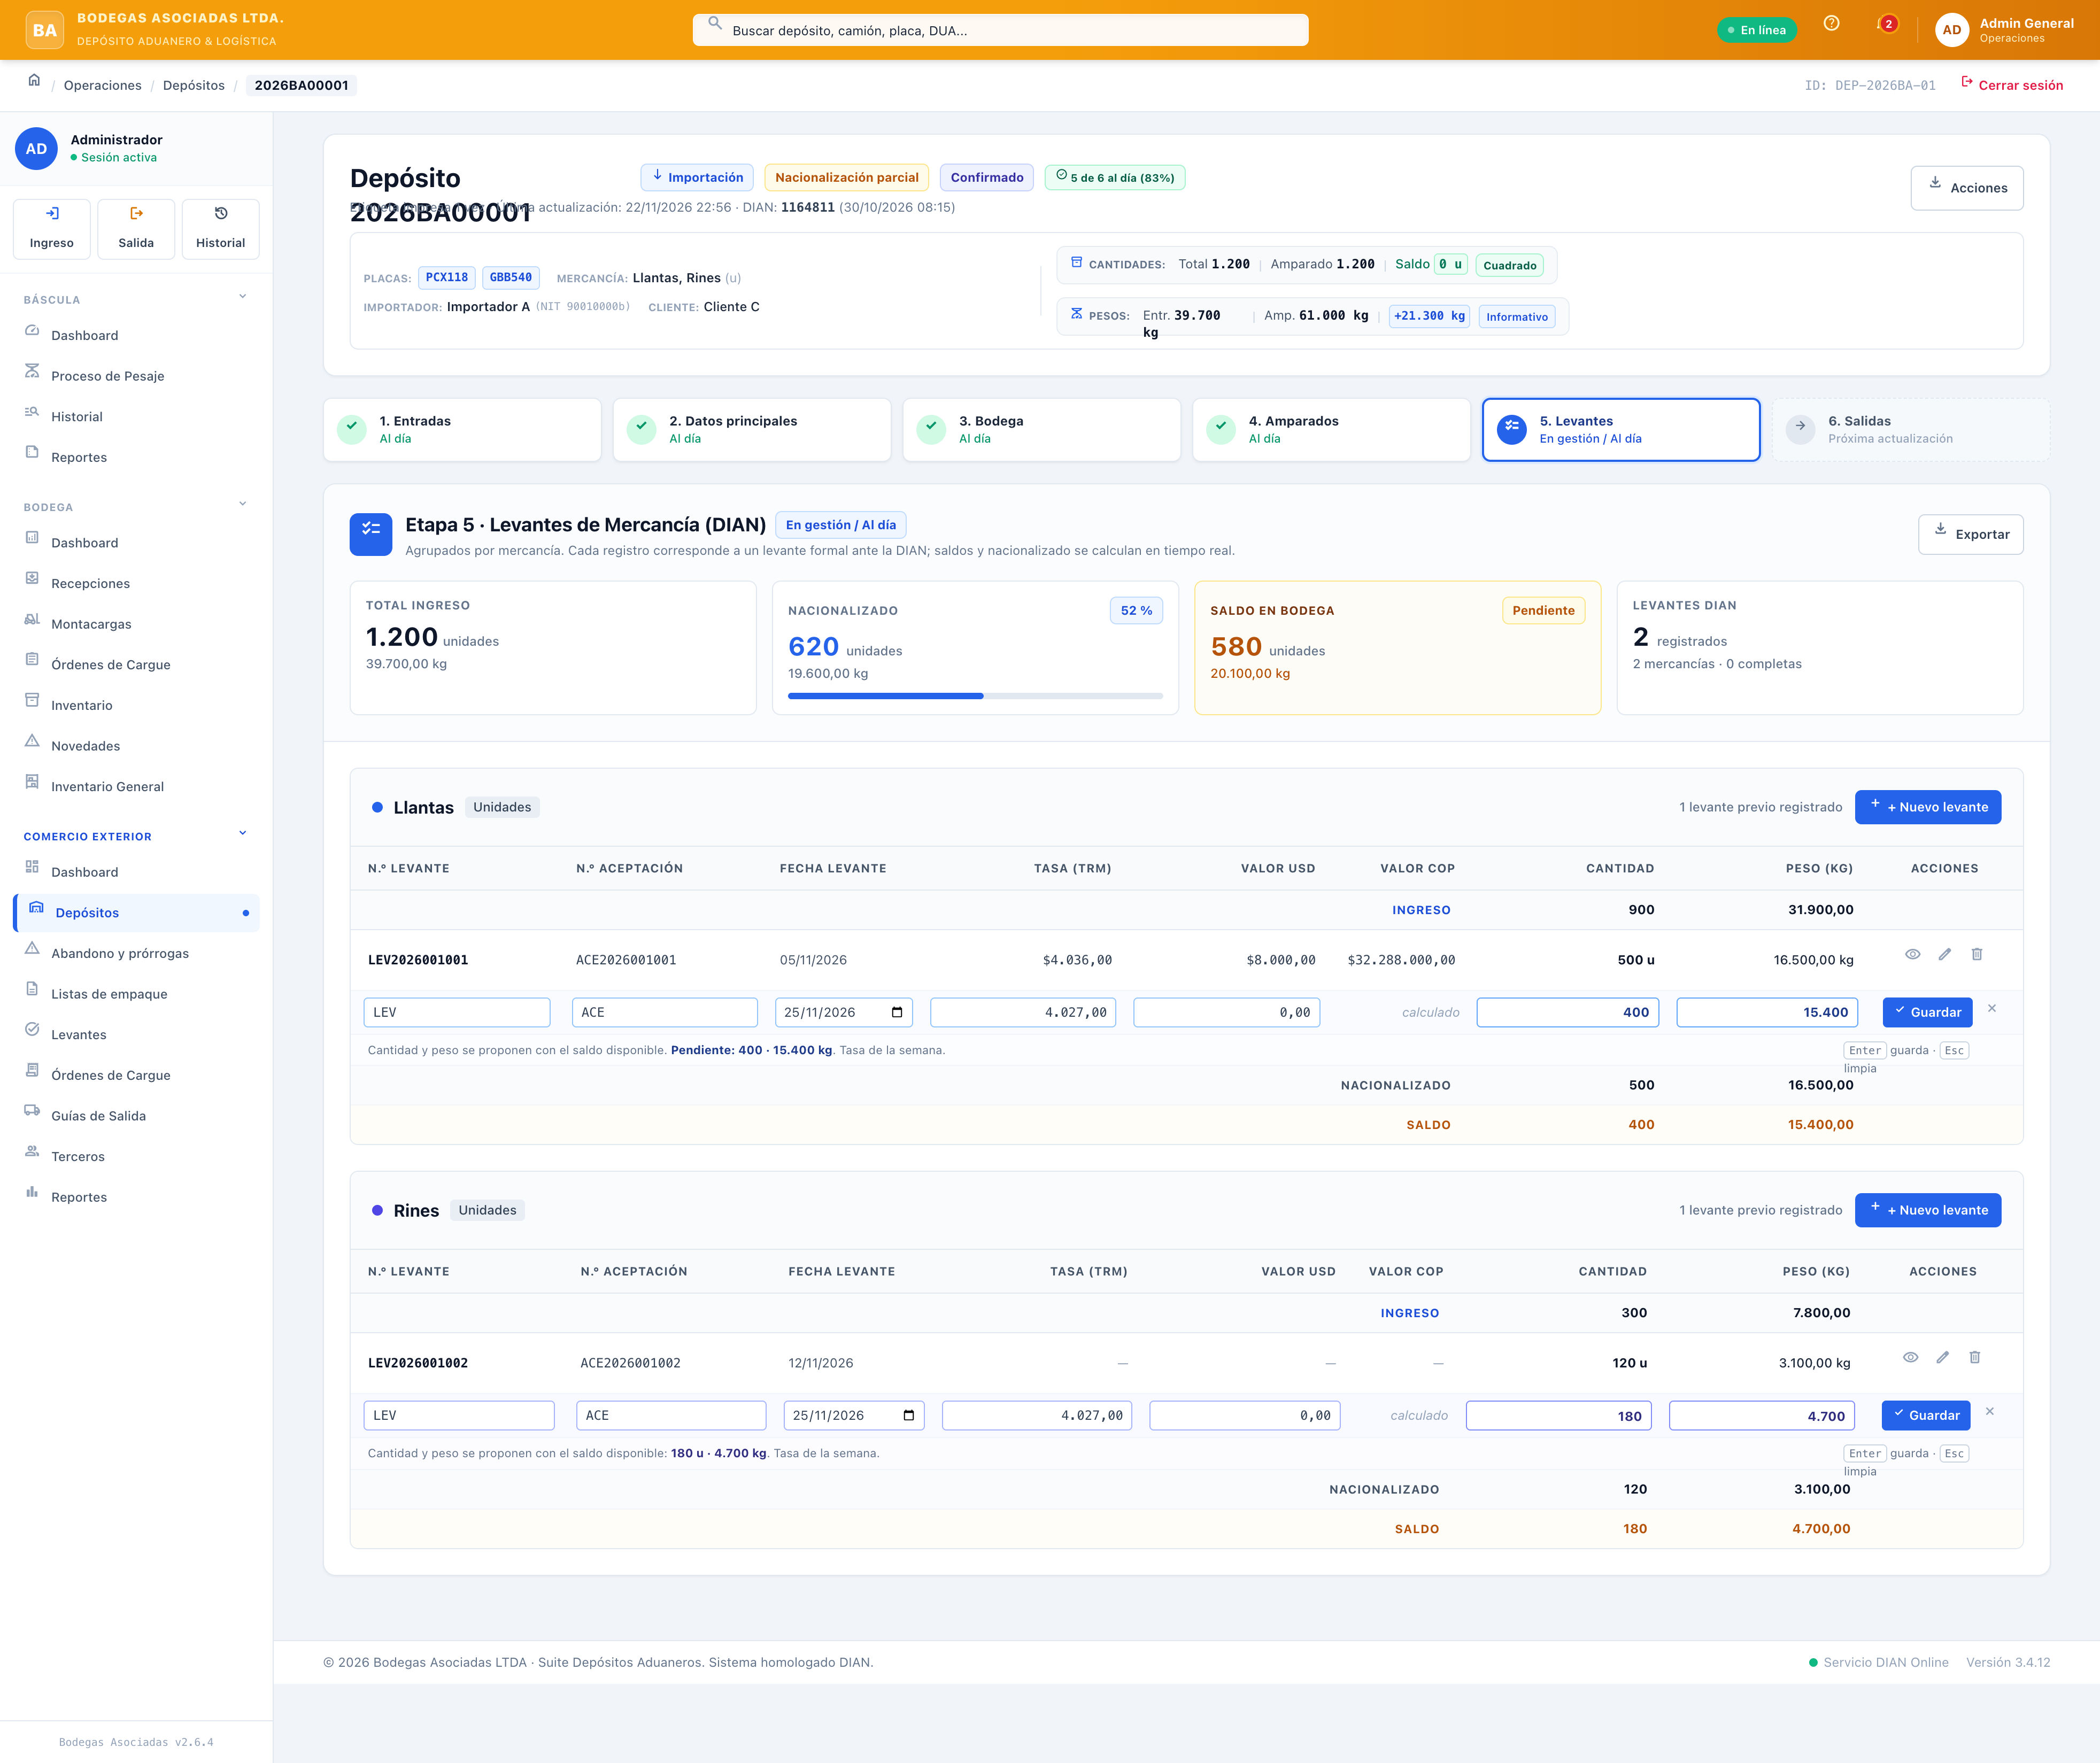 BA
BODEGAS ASOCIADAS LTDA.
DEPÓSITO ADUANERO & LOGÍSTICA
Buscar depósito, camión, placa, DUA...
En línea
2
AD
Admin General
Operaciones
/ Operaciones / Depósitos / 2026BA00001
ID: DEP-2026BA-01
Cerrar sesión
AD
Administrador
Sesión activa
Ingreso
Salida
Historial
BÁSCULA
Dashboard
Proceso de Pesaje
Historial
Reportes
BODEGA
Dashboard
Recepciones
Montacargas
Órdenes de Cargue
Inventario
Novedades
Inventario General
COMERCIO EXTERIOR
Dashboard
Depósitos
Abandono y prórrogas
Listas de empaque
Levantes
Órdenes de Cargue
Guías de Salida
Terceros
Reportes
Bodegas Asociadas v2.6.4
Depósito
2026BA00001
Importación
Nacionalización parcial
Confirmado
5 de 6 al día (83%)
Última actualización: 22/11/2026 22:56 · DIAN: 1164811 (30/10/2026 08:15)
Acciones
PLACAS: PCX118 GBB540 MERCANCÍA: Llantas, Rines (u)
IMPORTADOR: Importador A (NIT 90010000b) CLIENTE: Cliente C
CANTIDADES: Total 1.200 | Amparado 1.200 | Saldo 0 u Cuadrado
PESOS: Entr. 39.700 kg | Amp. 61.000 kg | +21.300 kg Informativo
1. Entradas
Al día
2. Datos principales
Al día
3. Bodega
Al día
4. Amparados
Al día
5. Levantes
En gestión / Al día
6. Salidas
Próxima actualización
Etapa 5 · Levantes de Mercancía (DIAN) En gestión / Al día
Agrupados por mercancía. Cada registro corresponde a un levante formal ante la DIAN; saldos y nacionalizado se calculan en tiempo real.
Exportar
TOTAL INGRESO
1.200 unidades
39.700,00 kg
NACIONALIZADO 52 %
620 unidades
19.600,00 kg
SALDO EN BODEGA Pendiente
580 unidades
20.100,00 kg
LEVANTES DIAN
2 registrados
2 mercancías · 0 completas
Llantas Unidades
1 levante previo registrado
+ + Nuevo levante
N.º LEVANTE N.º ACEPTACIÓN FECHA LEVANTE TASA (TRM) VALOR USD VALOR COP CANTIDAD PESO (KG) ACCIONES
INGRESO 900 31.900,00
LEV2026001001 ACE2026001001 05/11/2026 $4.036,00 $8.000,00 $32.288.000,00 500 u 16.500,00 kg
LEV ACE 25/11/2026 4.027,00 0,00 calculado 400 15.400 Guardar ×
Cantidad y peso se proponen con el saldo disponible. Pendiente: 400 · 15.400 kg. Tasa de la semana.
Enter guarda · Esc
limpia
NACIONALIZADO 500 16.500,00
SALDO 400 15.400,00
Rines Unidades
1 levante previo registrado
+ + Nuevo levante
N.º LEVANTE N.º ACEPTACIÓN FECHA LEVANTE TASA (TRM) VALOR USD VALOR COP CANTIDAD PESO (KG) ACCIONES
INGRESO 300 7.800,00
LEV2026001002 ACE2026001002 12/11/2026 — — — 120 u 3.100,00 kg
LEV ACE 25/11/2026 4.027,00 0,00 calculado 180 4.700 Guardar ×
Cantidad y peso se proponen con el saldo disponible: 180 u · 4.700 kg. Tasa de la semana.
Enter guarda · Esc
limpia
NACIONALIZADO 120 3.100,00
SALDO 180 4.700,00
© 2026 Bodegas Asociadas LTDA · Suite Depósitos Aduaneros. Sistema homologado DIAN.
Servicio DIAN Online Versión 3.4.12